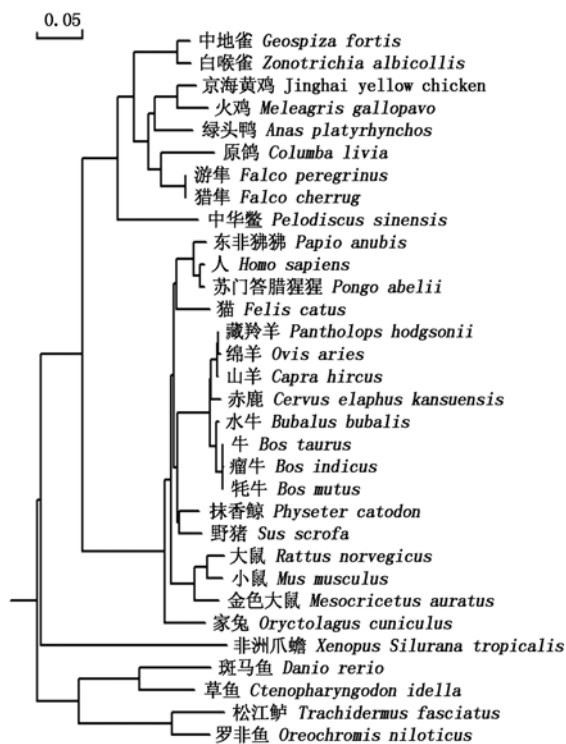 0.05
中地雀 Geospiza fortis
白喉雀 Zonotrichia albicollis
京海黄鸡 Jinghai yellow chicken
火鸡 Meleagris gallopavo
绿头鸭 Anas platyrhynchos
原鸽 Columba livia
游隼 Falco peregrinus
猎隼 Falco cherrug
中华鳖 Pelodiscus sinensis
东非狒狒 Papio anubis
人 Homo sapiens
苏门答腊猩猩 Pongo abelii
猫 Felis catus
藏羚羊 Pantholops hodgsonii
绵羊 Ovis aries
山羊 Capra hircus
赤鹿 Cervus elaphus kansuensis
水牛 Bubalus bubalis
牛 Bos taurus
瘤牛 Bos indicus
牦牛 Bos mutus
抹香鲸 Physeter catodon
野猪 Sus scrofa
大鼠 Rattus norvegicus
小鼠 Mus musculus
金色大鼠 Mesocricetus auratus
家兔 Oryctolagus cuniculus
非洲爪蟾 Xenopus Silurana tropicalis
斑马鱼 Danio rerio
草鱼 Ctenopharyngodon idella
松江鲈 Trachidermus fasciatus
罗非鱼 Oreochromis niloticus